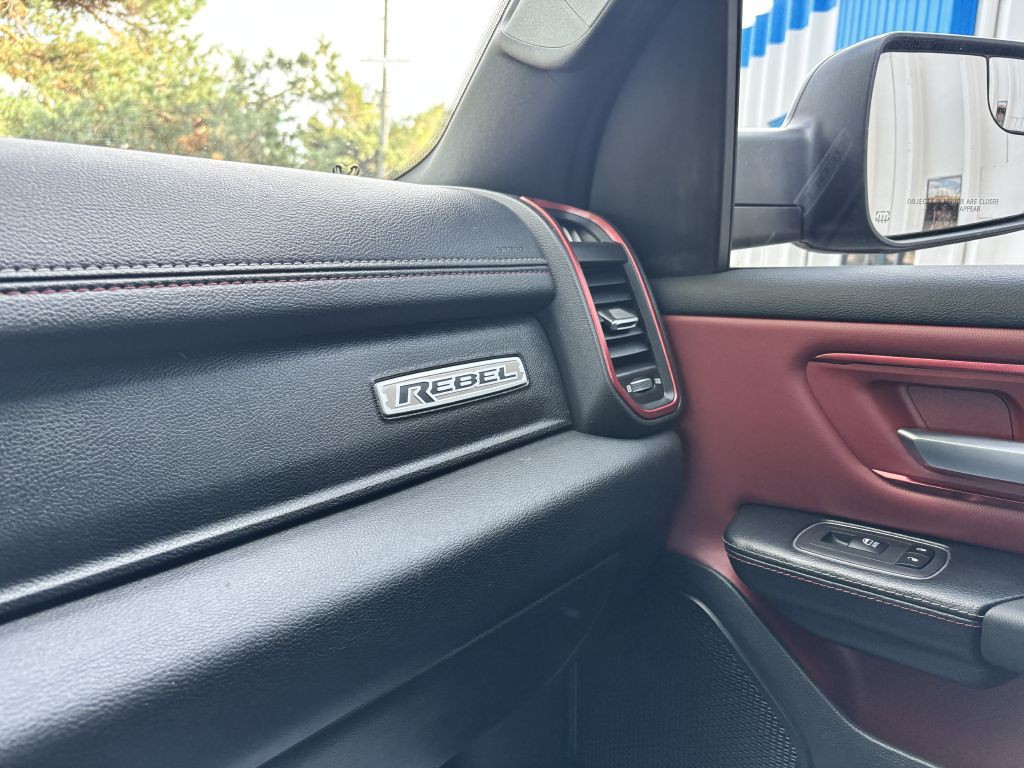 OBJECTS IN MIRROR ARE CLOSER
APPEAR
REBEL